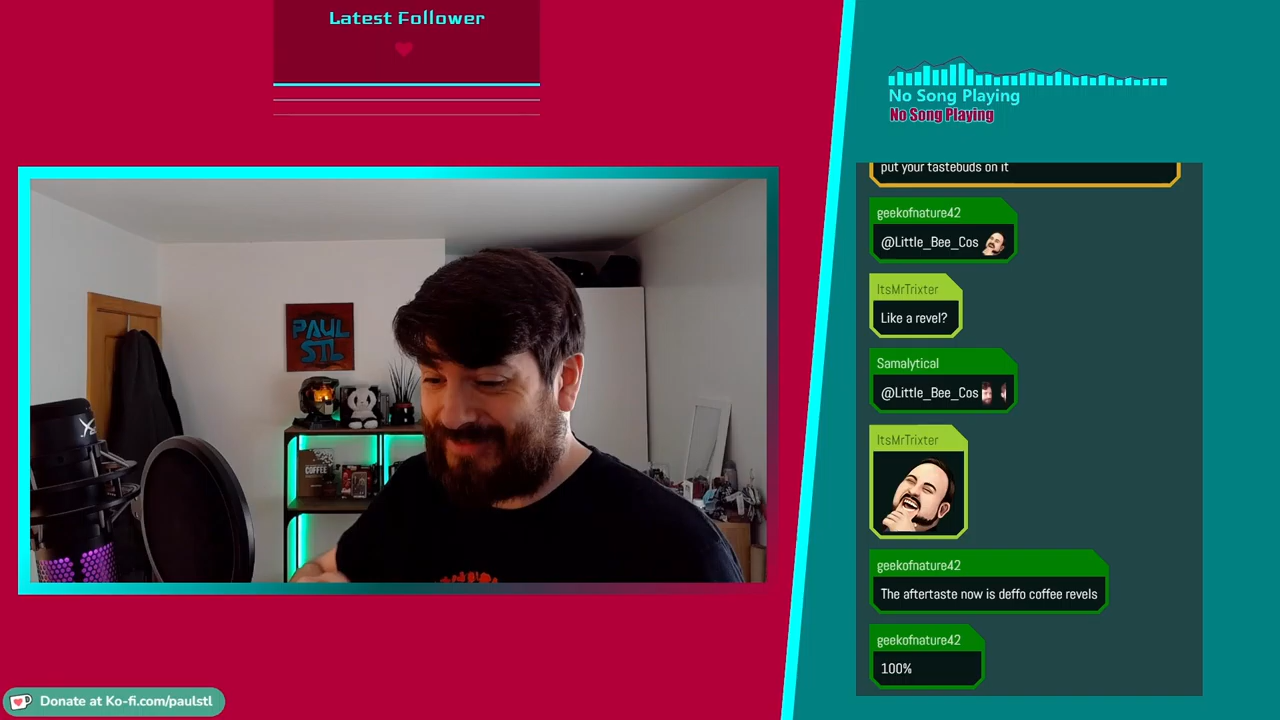 Latest Follower
No Song Playing
No Song Playing
put your tastebuds on it
geekofnature42
@Little_Bee_Cos
ItsMrTrixter
Like a revel?
Samalytical
@Little_Bee_Cos
ItsMrTrixter
geekofnature42
The aftertaste now is deffo coffee revels
geekofnature42
100%
PAUL
STL
COFFEE
Donate at Ko-fi.com/paulstl